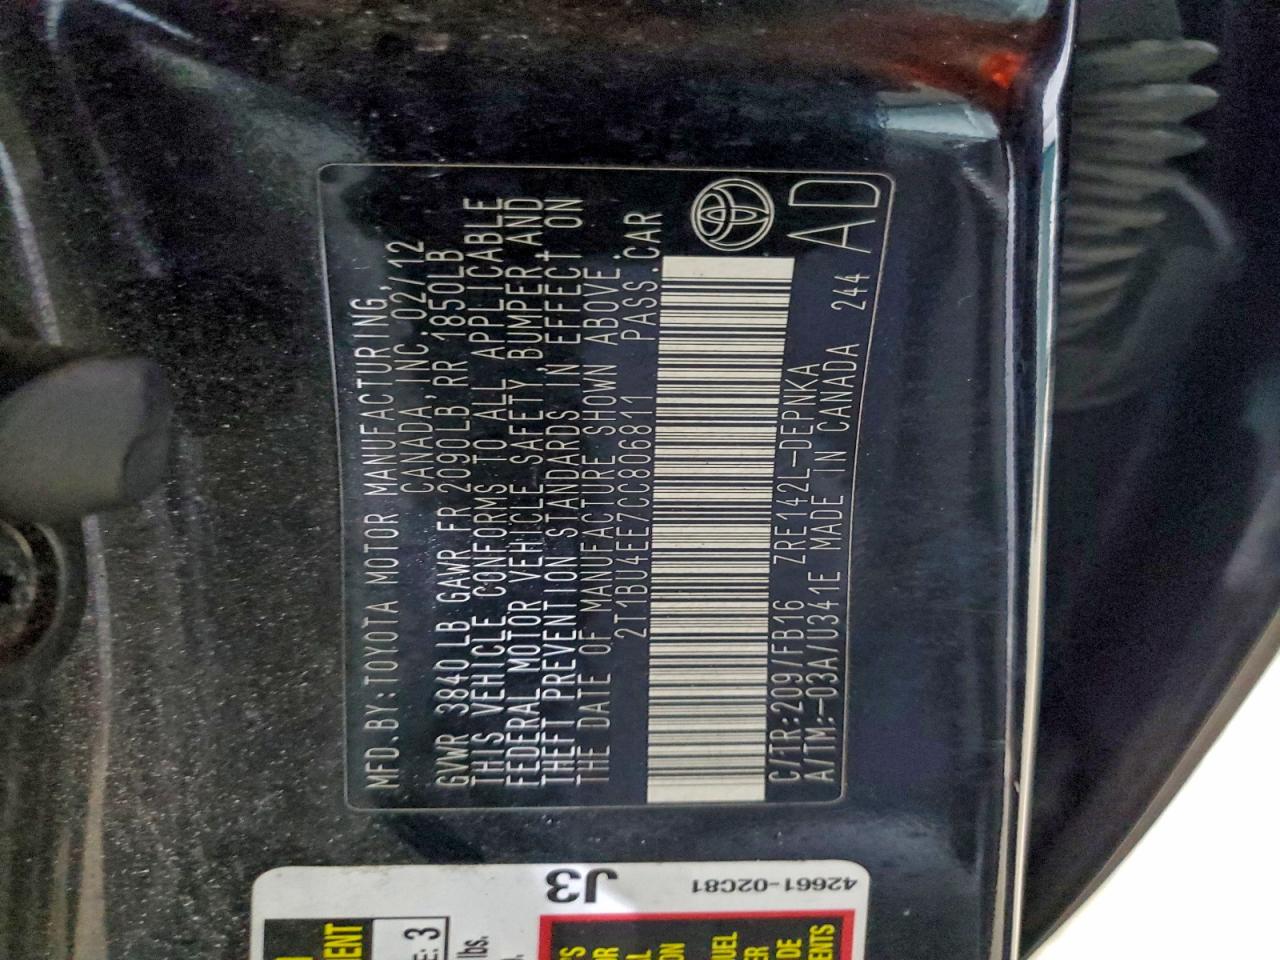 MFD.BY:TOYOTA MOTOR MANUFACTURING,
CANADA,INC 02/12
GVWR 3840LB GAWR FR 2090LB,RR 1850LB
THIS VEHICLE CONFORMS TO ALL APPLICABLE
FEDERAL MOTOR VEHICLE SAFETY,BUMPER,AND
THEFT PREVENTION STANDARDS IN EFFECT ON
THE DATE OF MANUFACTURE SHOWN ABOVE.
2T1BU4EE7CC806811 PASS.CAR
C/TR:209/FB16 ZRE142L-DEPNKA
A/TM:-03A/U341E MADE IN CANADA 244
AD
J3
42661-02C81
E: 3
lbs.